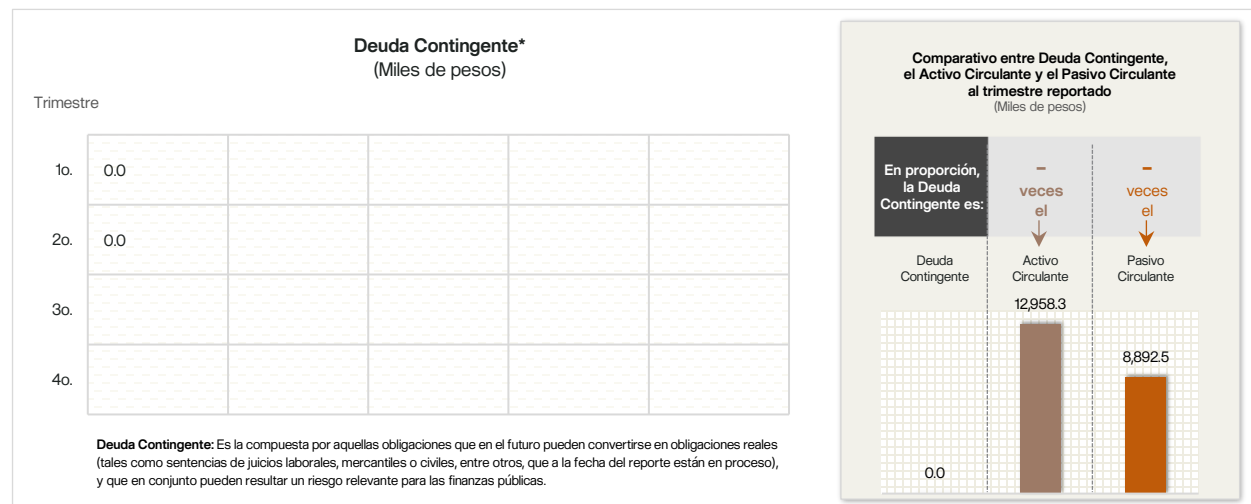 Deuda Contingente*
(Miles de pesos)
Trimestre
1o. 0.0
2o. 0.0
3o.
4o.
Deuda Contingente: Es la compuesta por aquellas obligaciones que en el futuro pueden convertirse en obligaciones reales
(tales como sentencias de juicios laborales, mercantiles o civiles, entre otros, que a la fecha del reporte están en proceso),
y que en conjunto pueden resultar un riesgo relevante para las finanzas públicas.
Comparativo entre Deuda Contingente,
el Activo Circulante y el Pasivo Circulante
al trimestre reportado
(Miles de pesos)
En proporción,
la Deuda
Contingente es:
–
veces
el
–
veces
el
Deuda
Contingente
Activo
Circulante
Pasivo
Circulante
12,958.3
8,892.5
0.0